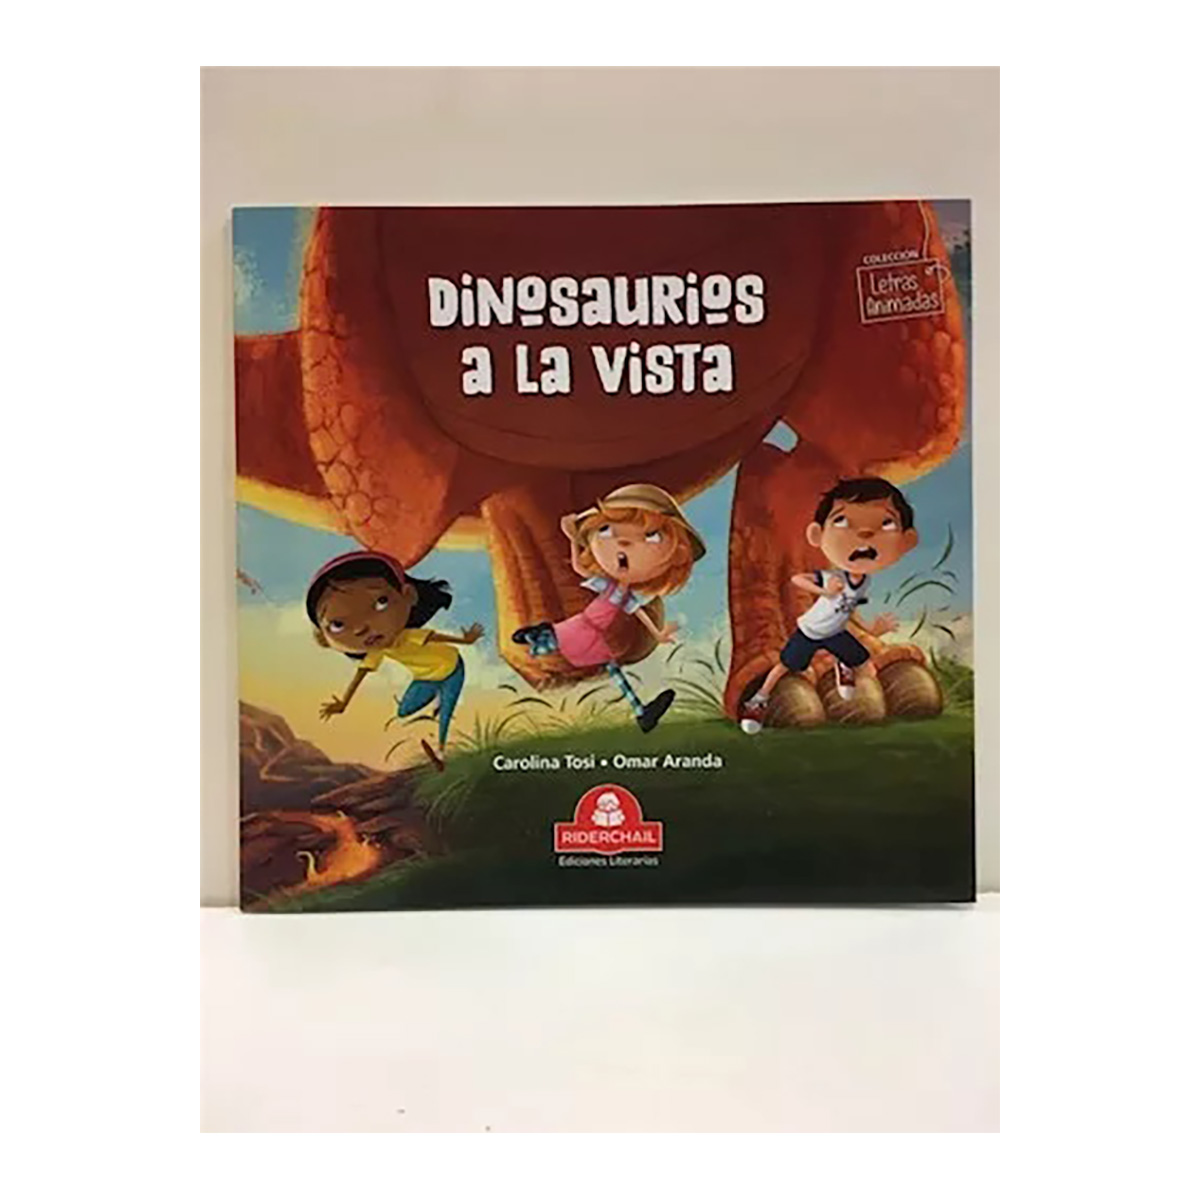 COLECCIÓN
Letras
Animadas
DiNoSauRioS
a La ViSTa
Carolina Tosi • Omar Aranda
RIDERCHAIL
Ediciones Literarias